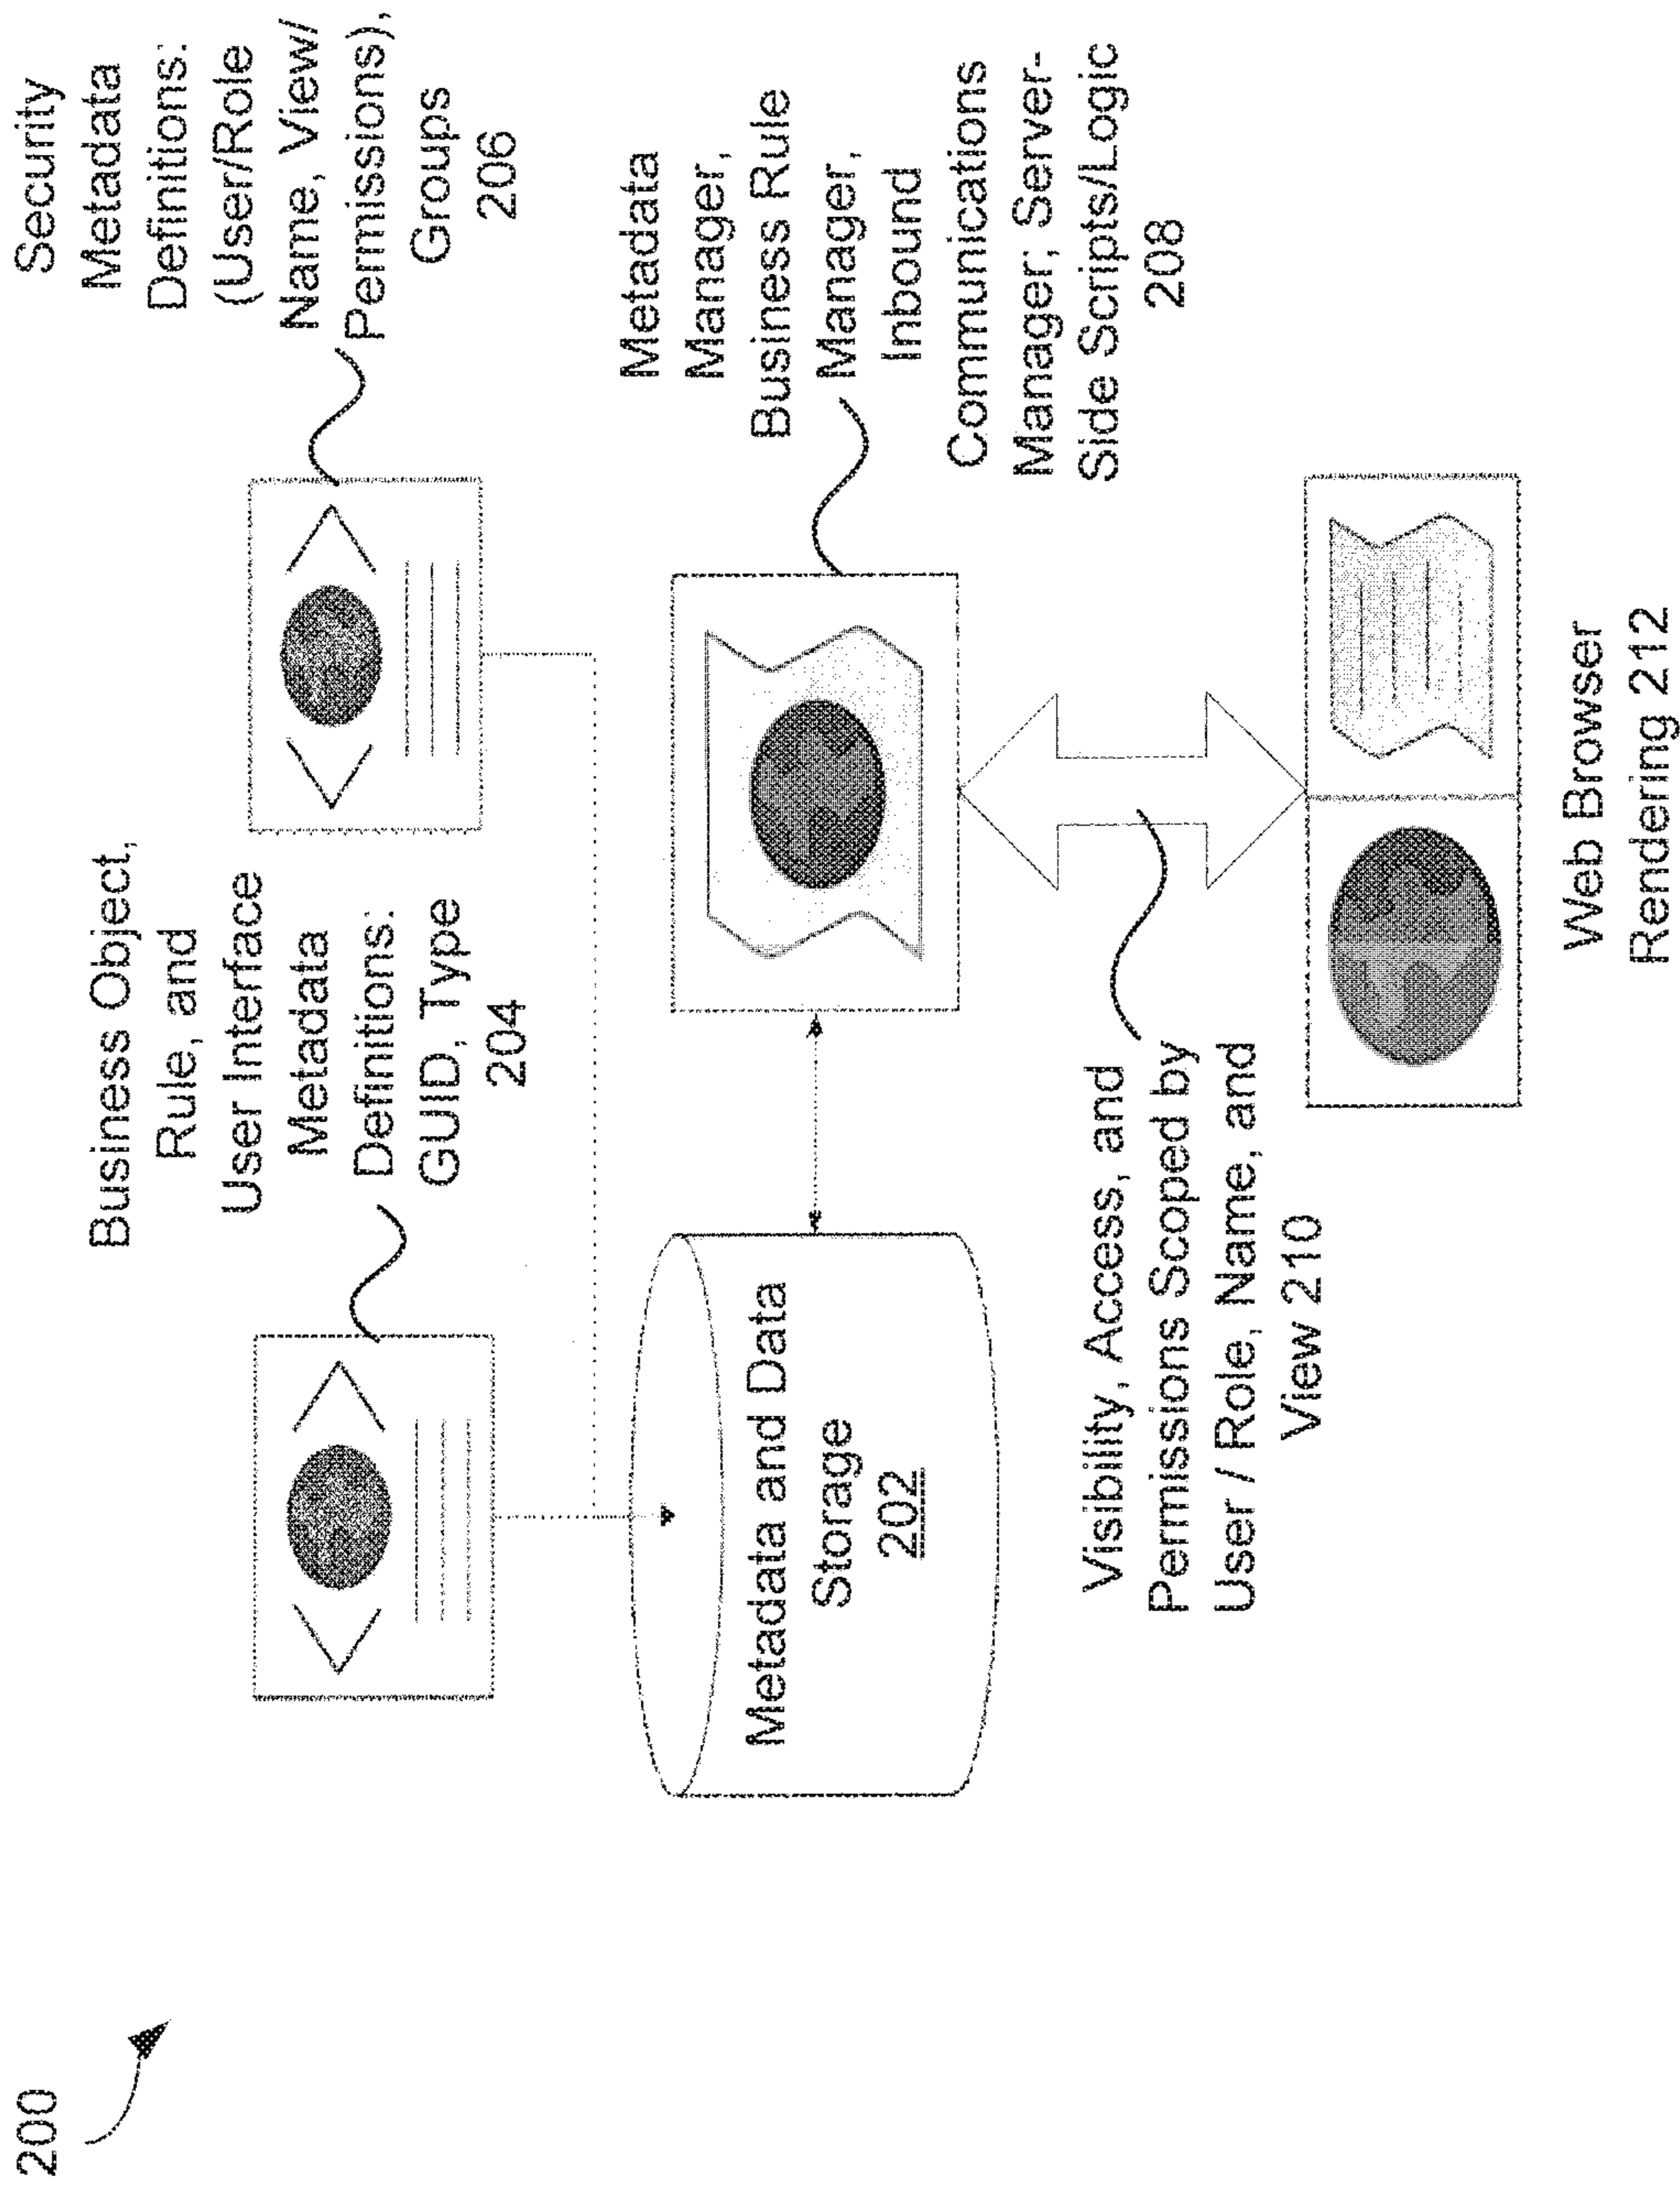 200
Business Object,
Rule, and
User Interface
Metadata
Definitions:
GUID, Type
204
Security
Metadata
Definitions:
(User/Role
Name, View/
Permissions),
Groups
206
Metadata and Data
Storage
202
Metadata
Manager,
Business Rule
Manager,
Inbound
Communications
Manager; Server-
Side Scripts/Logic
208
Visibility, Access, and
Permissions Scoped by
User / Role, Name, and
View 210
Web Browser
Rendering 212